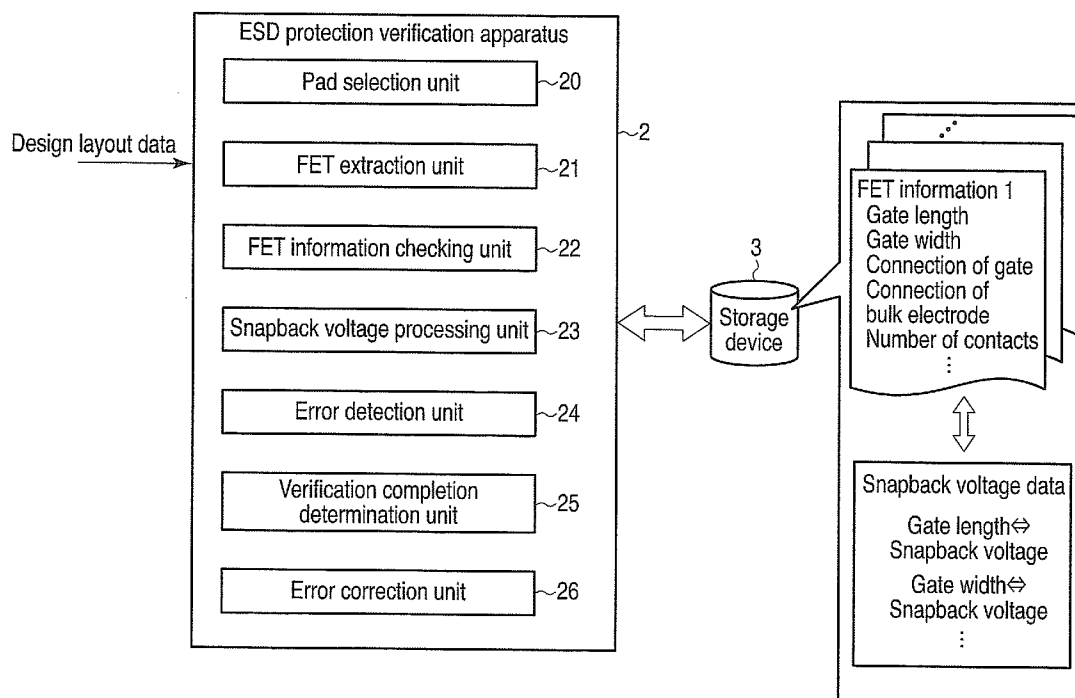 ESD protection verification apparatus
Pad selection unit
20
2
Design layout data
FET extraction unit
21
FET information checking unit
22
Snapback voltage processing unit
23
Error detection unit
24
Verification completion
determination unit
25
Error correction unit
26
3
Storage
device
FET information 1
Gate length
Gate width
Connection of gate
Connection of
bulk electrode
Number of contacts
⋮
Snapback voltage data
Gate length⇔
Snapback voltage
Gate width⇔
Snapback voltage
⋮